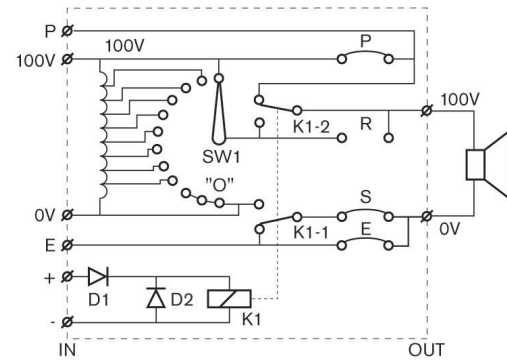 P
100V
100V
P
100V
K1-2
R
SW1
"O"
0V
S
K1-1
0V
E
E
+
D1
D2
K1
-
IN
OUT